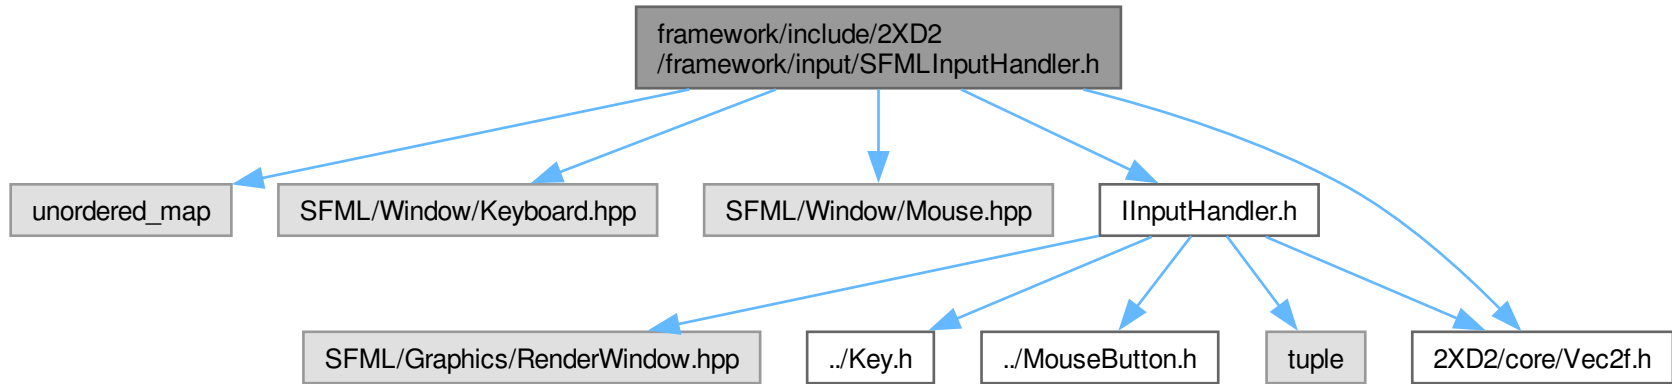 framework/include/2XD2
/framework/input/SFMLInputHandler.h
unordered_map
SFML/Window/Keyboard.hpp
SFML/Window/Mouse.hpp
IInputHandler.h
SFML/Graphics/RenderWindow.hpp
../Key.h
../MouseButton.h
tuple
2XD2/core/Vec2f.h